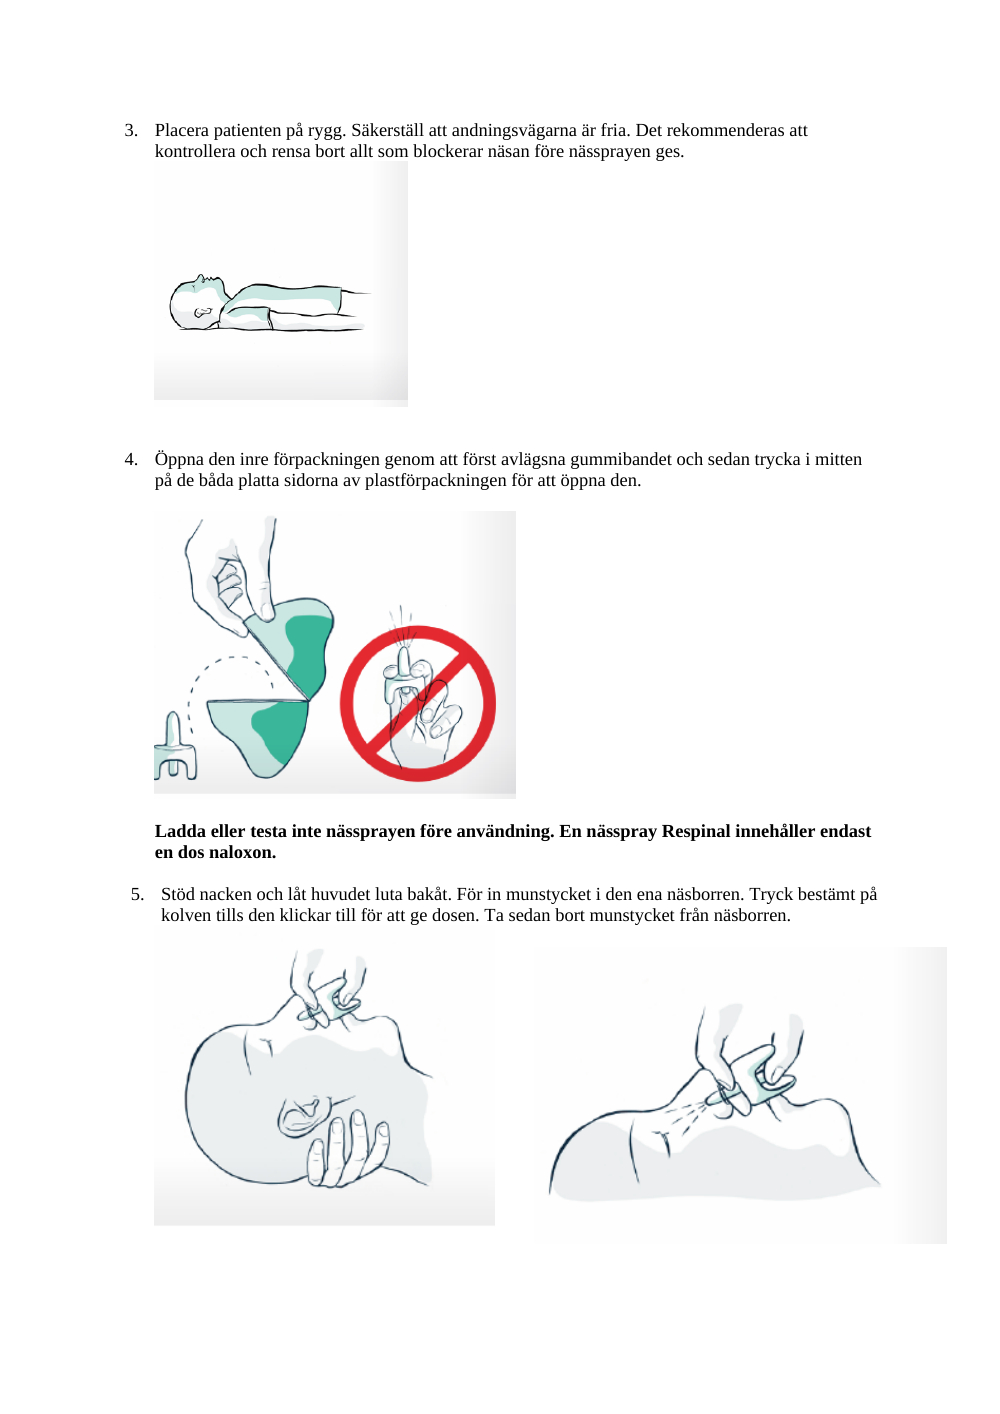 3. Placera patienten på rygg. Säkerställ att andningsvägarna är fria. Det rekommenderas att
kontrollera och rensa bort allt som blockerar näsan före nässprayen ges.
4. Öppna den inre förpackningen genom att först avlägsna gummibandet och sedan trycka i mitten
på de båda platta sidorna av plastförpackningen för att öppna den.
Ladda eller testa inte nässprayen före användning. En nässpray Respinal innehåller endast
en dos naloxon.
5. Stöd nacken och låt huvudet luta bakåt. För in munstycket i den ena näsborren. Tryck bestämt på
kolven tills den klickar till för att ge dosen. Ta sedan bort munstycket från näsborren.